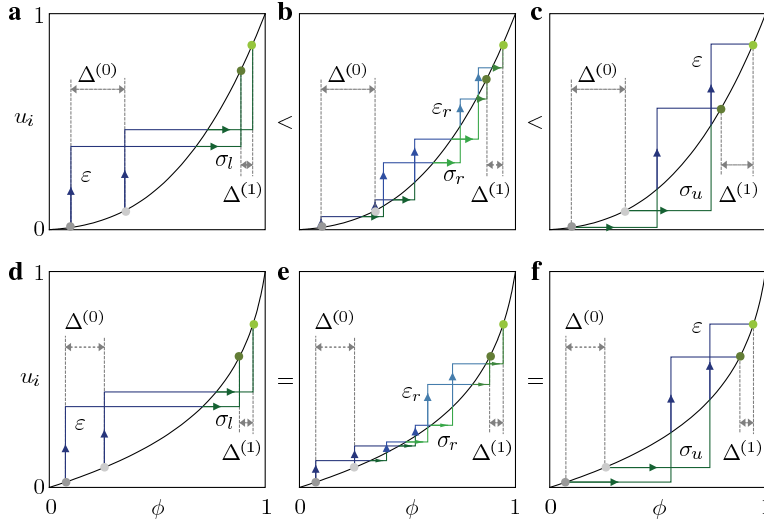 a b c
1
Δ(0) Δ(0) Δ(0)
ε
u_i < ε_r <
σ_l σ_r σ_u
ε
Δ(1) Δ(1) Δ(1)
0
d e f
1
Δ(0) Δ(0) Δ(0)
ε
u_i = ε_r =
ε σ_l σ_r σ_u
Δ(1) Δ(1) Δ(1)
0
0 ϕ 1 0 ϕ 1 0 ϕ 1